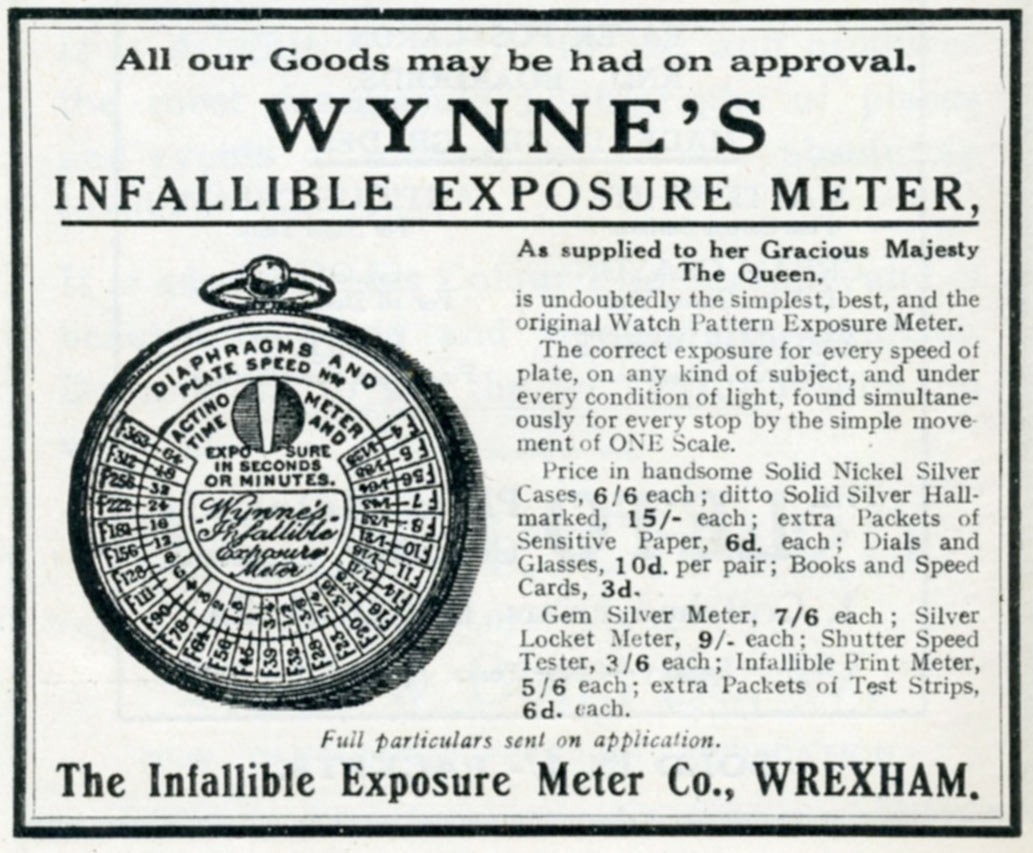 All our Goods may be had on approval.
WYNNE'S
INFALLIBLE EXPOSURE METER,
As supplied to her Gracious Majesty
The Queen,
is undoubtedly the simplest, best, and the
original Watch Pattern Exposure Meter.
The correct exposure for every speed of
plate, on any kind of subject, and under
every condition of light, found simultane-
ously for every stop by the simple move-
ment of ONE Scale.
Price in handsome Solid Nickel Silver
Cases, 6/6 each; ditto Solid Silver Hall-
marked, 15/- each; extra Packets of
Sensitive Paper, 6d. each; Dials and
Glasses, 10d. per pair; Books and Speed
Cards, 3d.
Gem Silver Meter, 7/6 each; Silver
Locket Meter, 9/- each; Shutter Speed
Tester, 3/6 each; Infallible Print Meter,
5/6 each; extra Packets of Test Strips,
6d. each.
DIAPHRAGMS AND
PLATE SPEED Nos
ACTINO METER
TIME AND
EXPO SURE
IN SECONDS
OR MINUTES.
Wynne's
"Infallible"
Exposure
Meter
Full particulars sent on application.
The Infallible Exposure Meter Co., WREXHAM.